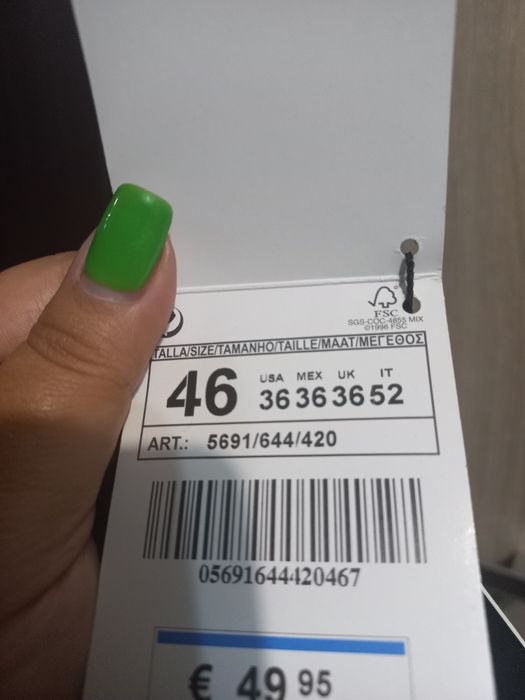 FSC
SGS-COC-4855 MIX
©1996 FSC
TALLA/SIZE/TAMANHO/TAILLE/MAAT/ΜΕΓΕΘΟΣ
46 USA MEX UK IT
36 36 36 52
ART.: 5691/644/420
05691644420467
€ 49 95